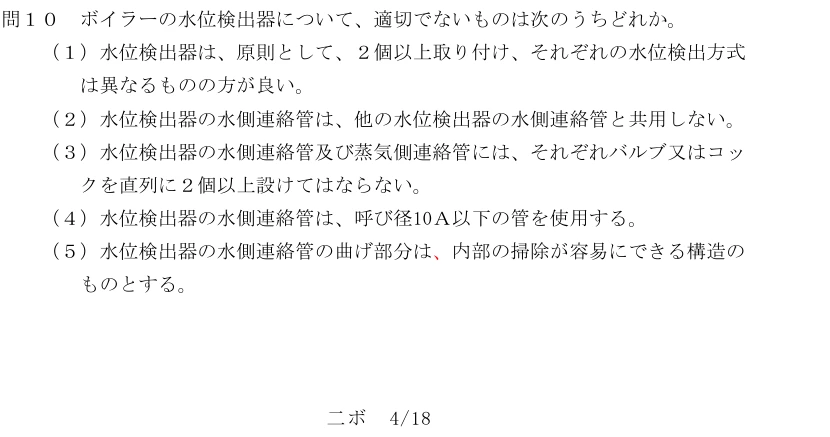 問１０　ボイラーの水位検出器について、適切でないものは次のうちどれか。
（１）水位検出器は、原則として、２個以上取り付け、それぞれの水位検出方式
は異なるものの方が良い。
（２）水位検出器の水側連絡管は、他の水位検出器の水側連絡管と共用しない。
（３）水位検出器の水側連絡管及び蒸気側連絡管には、それぞれバルブ又はコッ
クを直列に２個以上設けてはならない。
（４）水位検出器の水側連絡管は、呼び径10Ａ以下の管を使用する。
（５）水位検出器の水側連絡管の曲げ部分は、内部の掃除が容易にできる構造の
ものとする。
二ボ　4/18